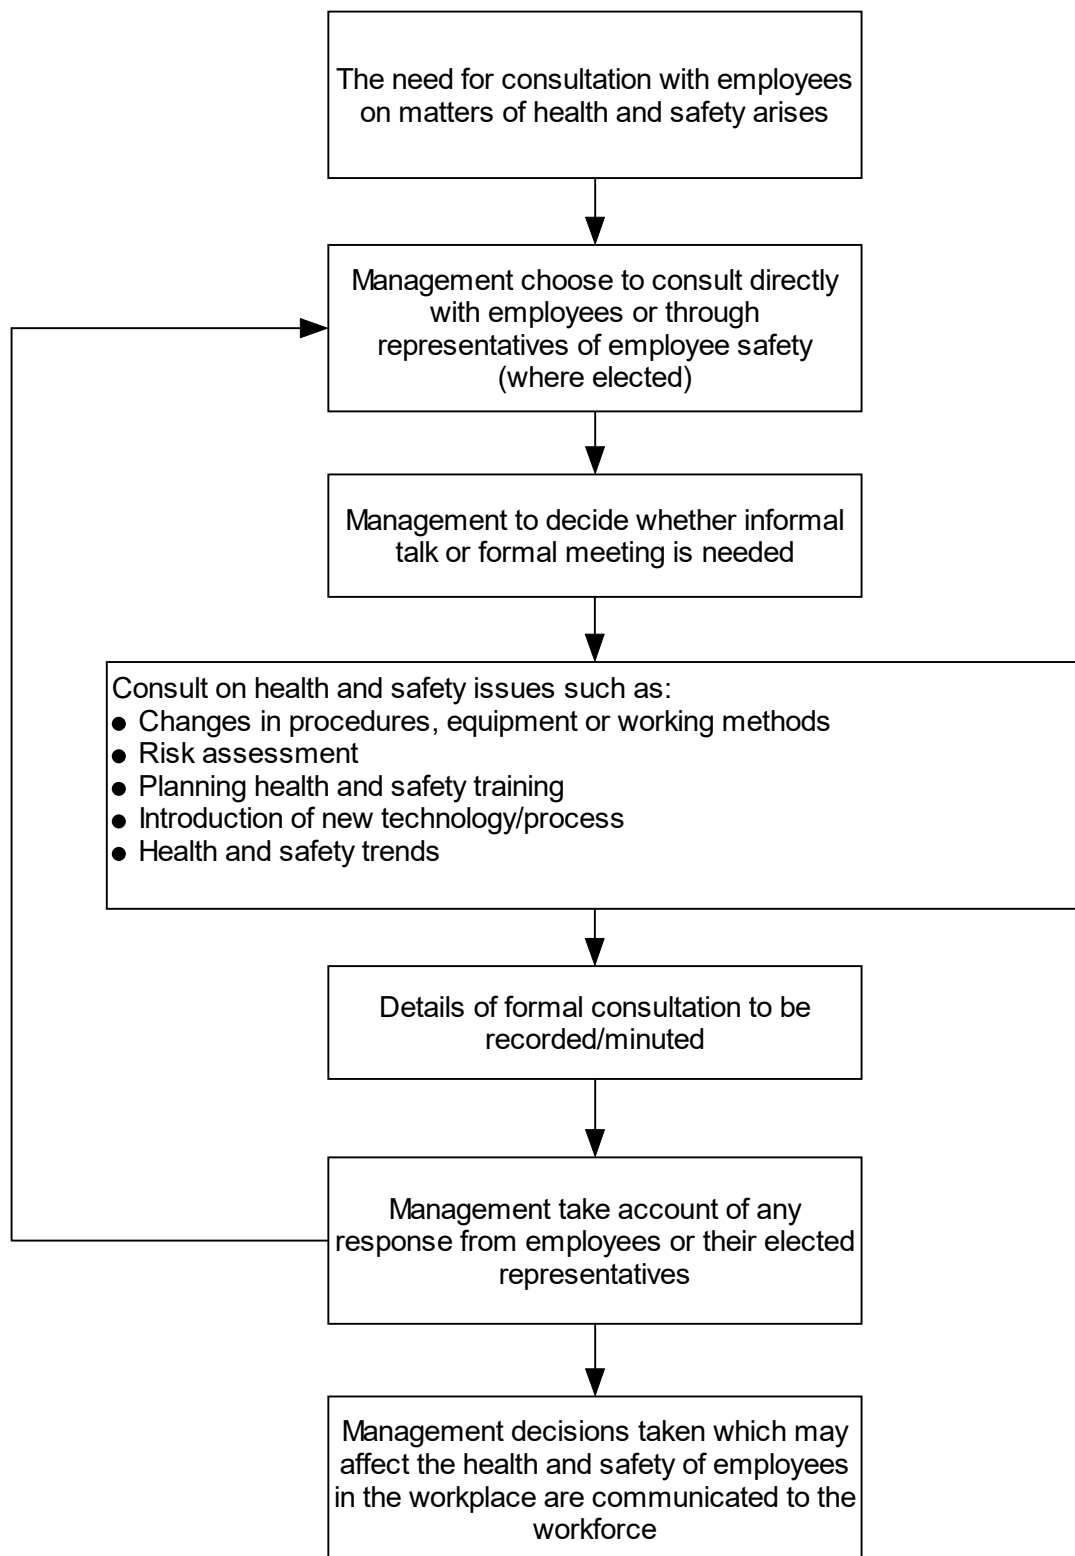 The need for consultation with employees
on matters of health and safety arises
Management choose to consult directly
with employees or through
representatives of employee safety
(where elected)
Management to decide whether informal
talk or formal meeting is needed
Consult on health and safety issues such as:
● Changes in procedures, equipment or working methods
● Risk assessment
● Planning health and safety training
● Introduction of new technology/process
● Health and safety trends
Details of formal consultation to be
recorded/minuted
Management take account of any
response from employees or their elected
representatives
Management decisions taken which may
affect the health and safety of employees
in the workplace are communicated to the
workforce